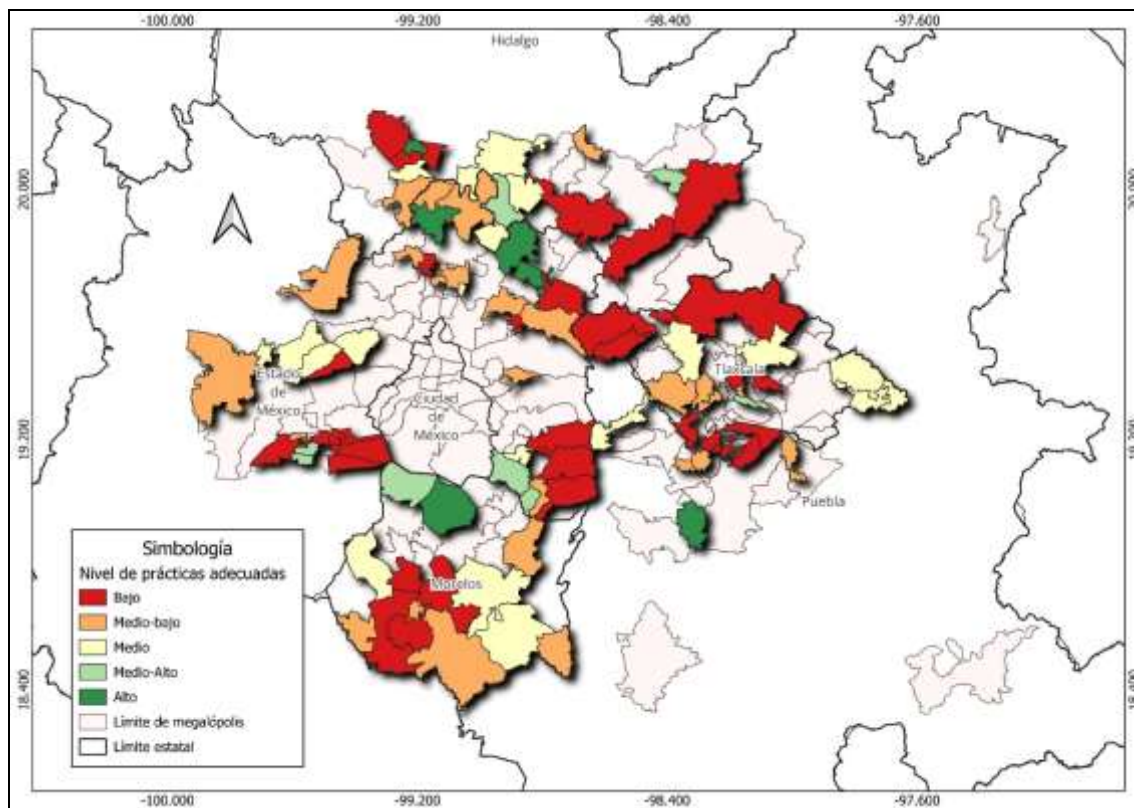 -100.000 -99.200 -98.400 -97.600
Hidalgo
20.000 20.000
Tlaxcala
Estado
de
México
Ciudad
de
México
19.200 19.200
Puebla
Morelos
Simbología
Nivel de prácticas adecuadas
Bajo
Medio-bajo
Medio
Medio-Alto
Alto
Límite de megalópolis
Límite estatal
18.400 18.400
-100.000 -99.200 -98.400 -97.600